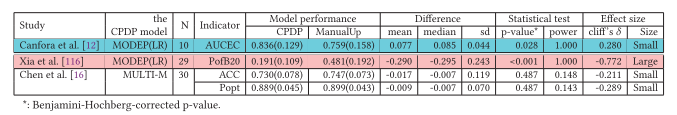 the Model performance Difference Statistical test Effect size
Study CPDP model N Indicator CPDP ManualUp mean median sd p-value* power cliff's δ Size
Canfora et al. [12] MODEP(LR) 10 AUCEC 0.836(0.129) 0.759(0.158) 0.077 0.085 0.044 0.028 1.000 0.280 Small
Xia et al. [116] MODEP(LR) 29 PofB20 0.191(0.109) 0.481(0.192) -0.290 -0.295 0.243 <0.001 1.000 -0.772 Large
Chen et al. [16] MULTI-M 30 ACC 0.730(0.078) 0.747(0.073) -0.017 -0.007 0.119 0.487 0.148 -0.211 Small
Popt 0.889(0.045) 0.899(0.043) -0.009 -0.007 0.070 0.487 0.143 -0.289 Small
*: Benjamini-Hochberg-corrected p-value.